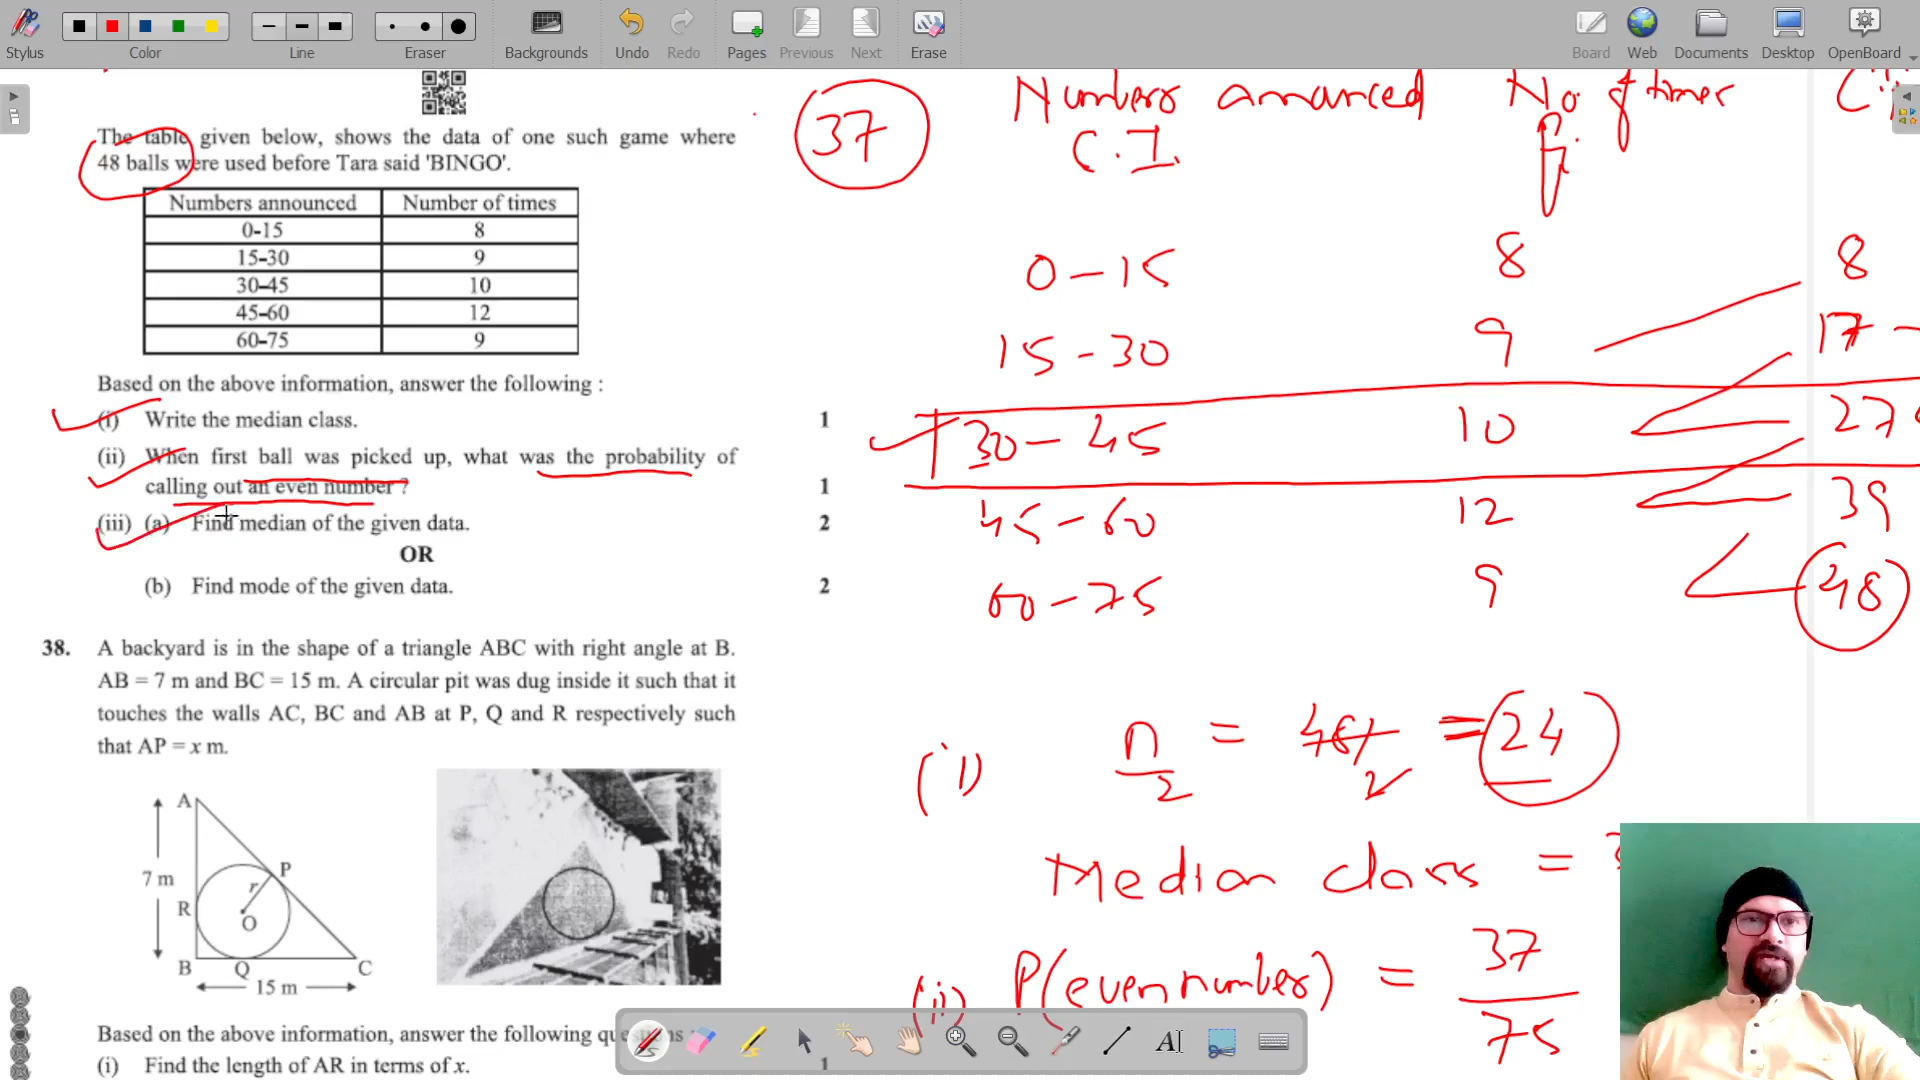 Stylus
Color
Line
Eraser
Backgrounds
Undo
Redo
Pages
Previous
Next
Erase
Board
Web
Documents
Desktop
OpenBoard
The table given below, shows the data of one such game where
48 balls were used before Tara said 'BINGO'.
Numbers announced Number of times
0-15 8
15-30 9
30-45 10
45-60 12
60-75 9
Based on the above information, answer the following :
(i) Write the median class. 1
(ii) When first ball was picked up, what was the probability of
calling out an even number ? 1
(iii) (a) Find median of the given data. 2
OR
(b) Find mode of the given data. 2
38. A backyard is in the shape of a triangle ABC with right angle at B.
AB = 7 m and BC = 15 m. A circular pit was dug inside it such that it
touches the walls AC, BC and AB at P, Q and R respectively such
that AP = x m.
A
P
7 m
r
R
O
B Q C
15 m
Based on the above information, answer the following
(i) Find the length of AR in terms of x. 1
37
Numbers announced No of times
C.I.
0-15 8 8
15-30 9 17
30-45 10 27
45-60 12 39
60-75 9 48
(i) n/2 = 48/2 = 24
Median class =
(ii) P(even number) = 37/75